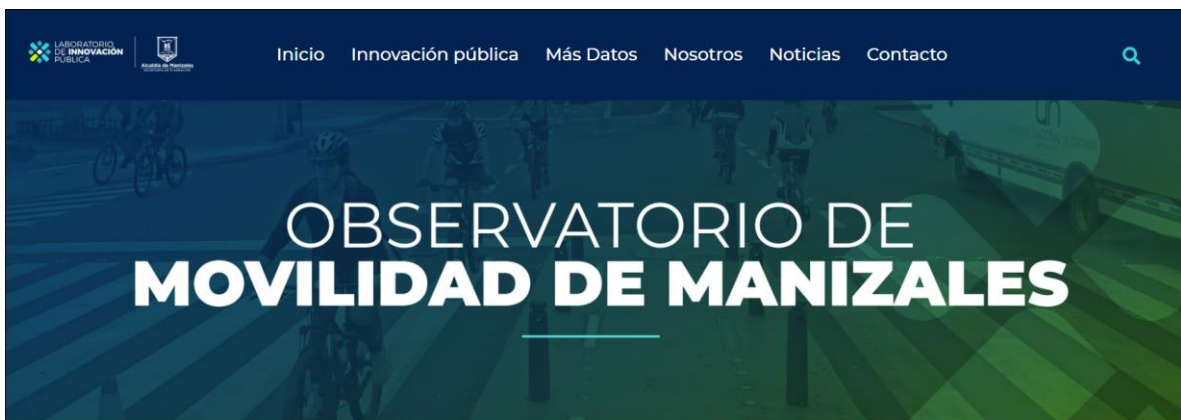 LABORATORIO
DE INNOVACIÓN
PÚBLICA
Alcaldía de Manizales
Inicio Innovación pública Más Datos Nosotros Noticias Contacto
OBSERVATORIO DE
MOVILIDAD DE MANIZALES